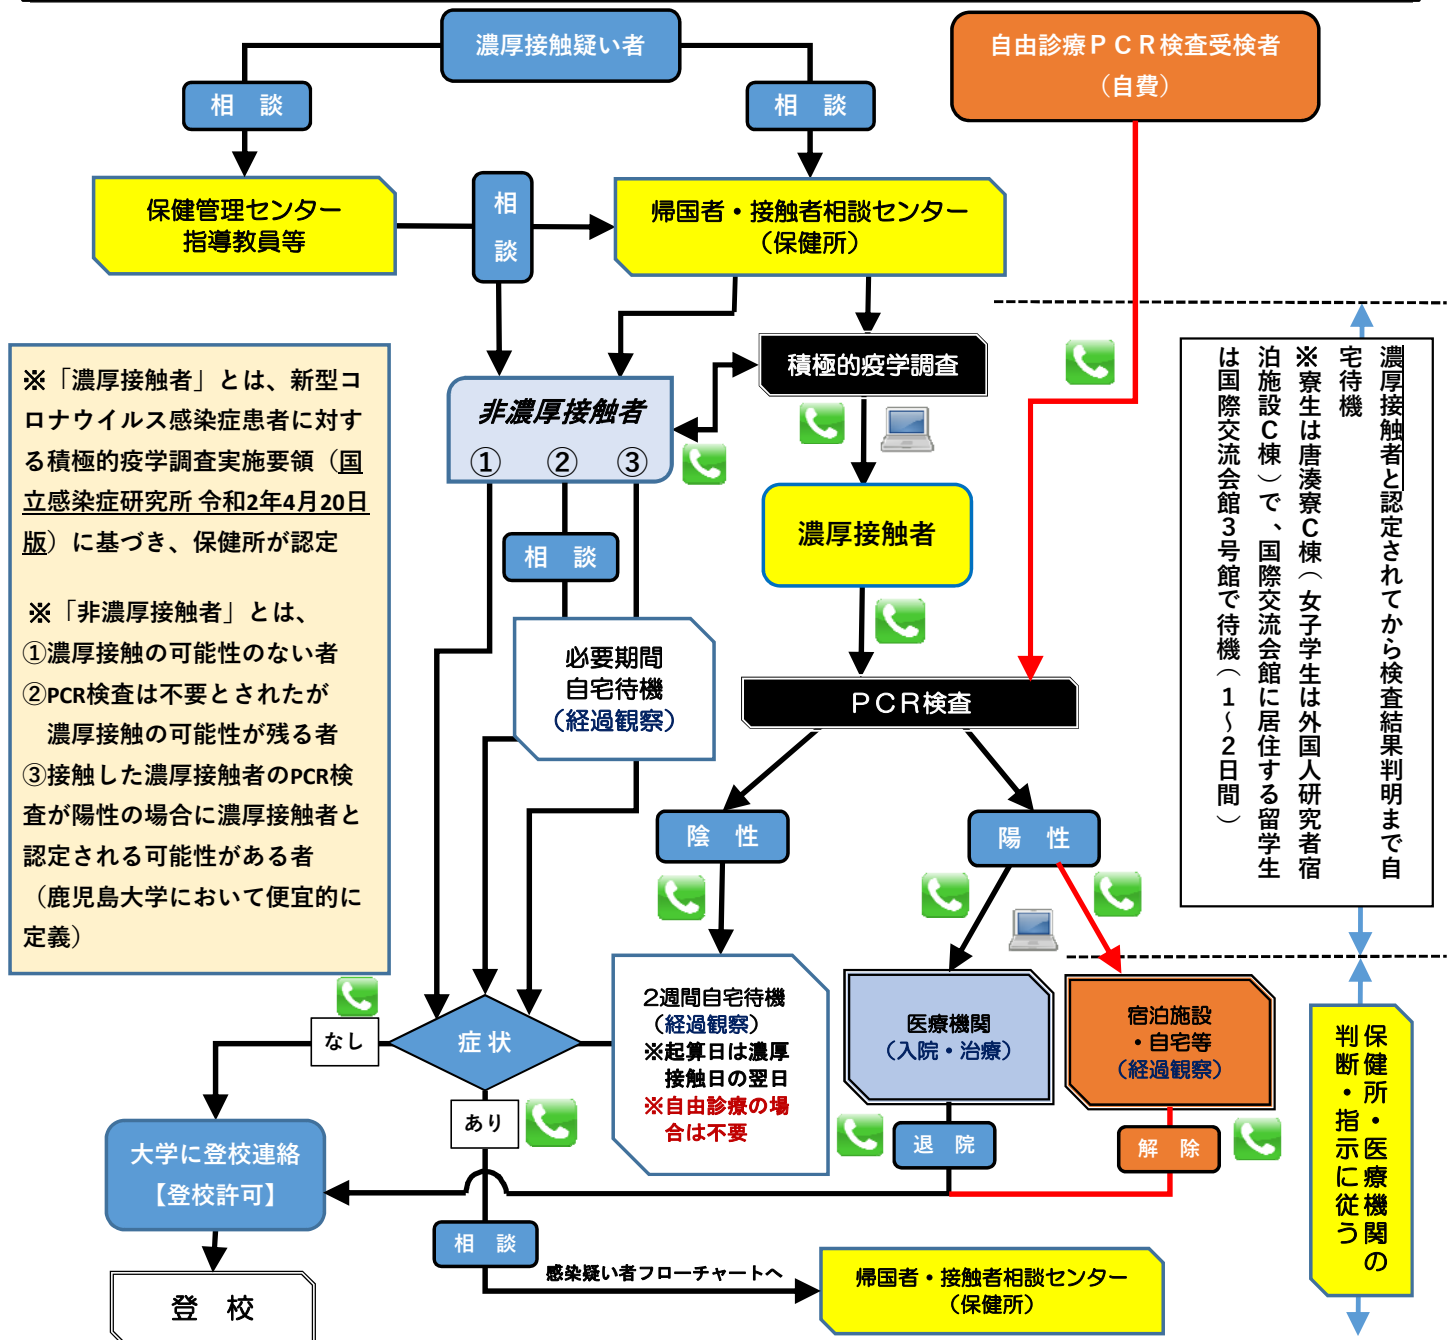 濃厚接触疑い者
自由診療ＰＣＲ検査受検者
（自費）
相　談
相　談
保健管理センター
指導教員等
相
談
帰国者・接触者相談センター
（保健所）
※「濃厚接触者」とは、新型コ
ロナウイルス感染症患者に対す
る積極的疫学調査実施要領（国
立感染症研究所 令和2年4月20日
版）に基づき、保健所が認定
※「非濃厚接触者」とは、
①濃厚接触の可能性のない者
②PCR検査は不要とされたが
濃厚接触の可能性が残る者
③接触した濃厚接触者のPCR検
査が陽性の場合に濃厚接触者と
認定される可能性がある者
（鹿児島大学において便宜的に
定義）
非濃厚接触者
①　②　③
積極的疫学調査
濃厚接触者
相　談
必要期間
自宅待機
（経過観察）
ＰＣＲ検査
陰　性
陽　性
濃厚接触者と認定されてから検査結果判明まで自
宅待機
※寮生は唐湊寮Ｃ棟（女子学生は外国人研究者宿
泊施設Ｃ棟）で、国際交流会館に居住する留学生
は国際交流会館３号館で待機（１～２日間）
2週間自宅待機
（経過観察）
※起算日は濃厚
接触日の翌日
※自由診療の場
合は不要
医療機関
（入院・治療）
宿泊施設
・自宅等
（経過観察）
なし
症 状
あり
退　院
解　除
保健所・医療機関の
判断・指示に従う
大学に登校連絡
【登校許可】
相　談
感染疑い者フローチャートへ
帰国者・接触者相談センター
（保健所）
登　校